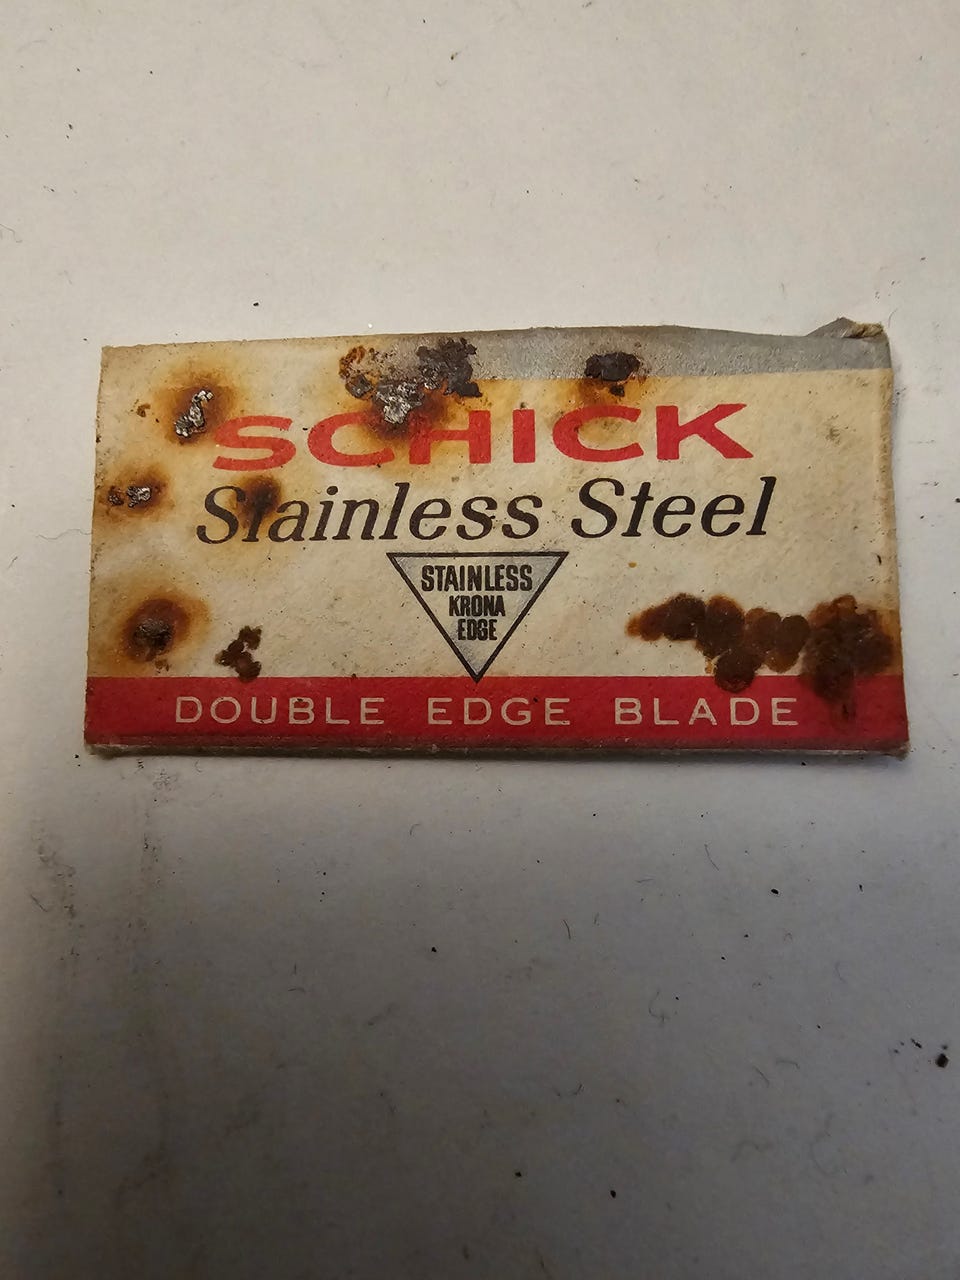 SCHICK
Stainless Steel
STAINLESS
KRONA
EDGE
DOUBLE EDGE BLADE